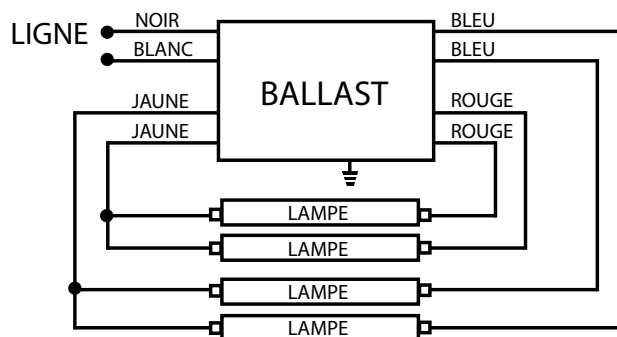 LIGNE
NOIR
BLANC
JAUNE
JAUNE
BALLAST
BLEU
BLEU
ROUGE
ROUGE
LAMPE
LAMPE
LAMPE
LAMPE